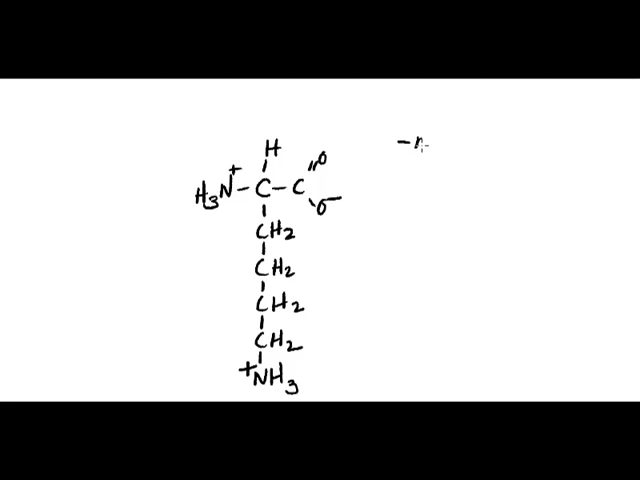 H
H3N+ - C - C =O
O-
CH2
CH2
CH2
CH2
+NH3